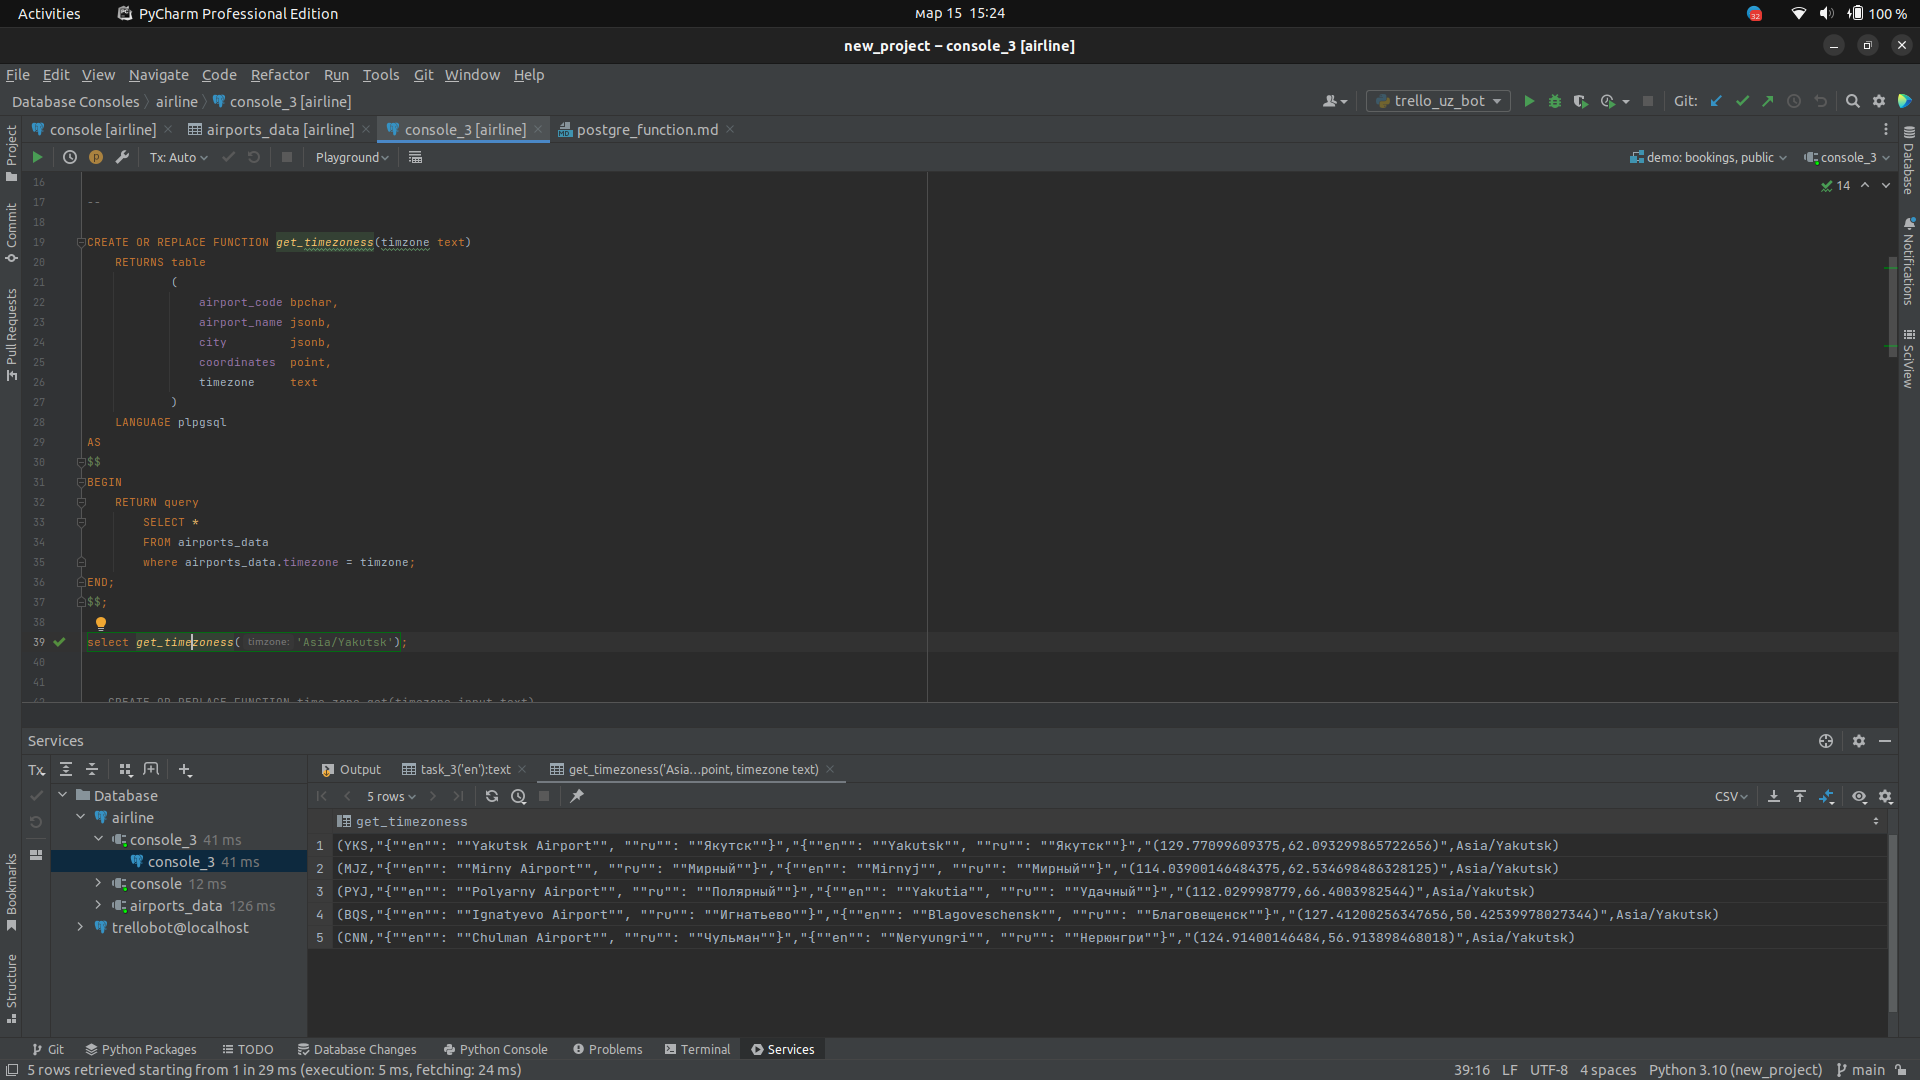 Activities
PyCharm Professional Edition
мар 15 15:24
32
100 %
new_project – console_3 [airline]
File Edit View Navigate Code Refactor Run Tools Git Window Help
Database Consoles airline console_3 [airline]
trello_uz_bot
Git:
console [airline]
airports_data [airline]
console_3 [airline]
postgre_function.md
Tx: Auto
Playground
demo: bookings, public
console_3
Project
Commit
Pull Requests
Bookmarks
Structure
Database
Notifications
SciView
14
16
17 --
18
19 CREATE OR REPLACE FUNCTION get_timezoness(timzone text)
20 RETURNS table
21 (
22 airport_code bpchar,
23 airport_name jsonb,
24 city jsonb,
25 coordinates point,
26 timezone text
27 )
28 LANGUAGE plpgsql
29 AS
30 $$
31 BEGIN
32 RETURN query
33 SELECT *
34 FROM airports_data
35 where airports_data.timezone = timzone;
36 END;
37 $$;
38
39 select get_timezoness( timzone: 'Asia/Yakutsk');
40
41
Services
Tx
Database
airline
console_3 41 ms
console_3 41 ms
console 12 ms
airports_data 126 ms
trellobot@localhost
Output
task_3('en'):text
get_timezoness('Asia...point, timezone text)
5 rows
CSV
get_timezoness
1 (YKS,"{""en"": ""Yakutsk Airport"", ""ru"": ""Якутск""}","{""en"": ""Yakutsk"", ""ru"": ""Якутск""}","(129.77099609375,62.093299865722656)",Asia/Yakutsk)
2 (MJZ,"{""en"": ""Mirny Airport"", ""ru"": ""Мирный""}","{""en"": ""Mirnyj"", ""ru"": ""Мирный""}","(114.03900146484375,62.534698486328125)",Asia/Yakutsk)
3 (PYJ,"{""en"": ""Polyarny Airport"", ""ru"": ""Полярный""}","{""en"": ""Yakutia"", ""ru"": ""Удачный""}","(112.029998779,66.4003982544)",Asia/Yakutsk)
4 (BQS,"{""en"": ""Ignatyevo Airport"", ""ru"": ""Игнатьево""}","{""en"": ""Blagoveschensk"", ""ru"": ""Благовещенск""}","(127.41200256347656,50.42539978027344)",Asia/Yakutsk)
5 (CNN,"{""en"": ""Chulman Airport"", ""ru"": ""Чульман""}","{""en"": ""Neryungri"", ""ru"": ""Нерюнгри""}","(124.91400146484,56.913898468018)",Asia/Yakutsk)
Git Python Packages TODO Database Changes Python Console Problems Terminal Services
5 rows retrieved starting from 1 in 29 ms (execution: 5 ms, fetching: 24 ms)
39:16 LF UTF-8 4 spaces Python 3.10 (new_project) main